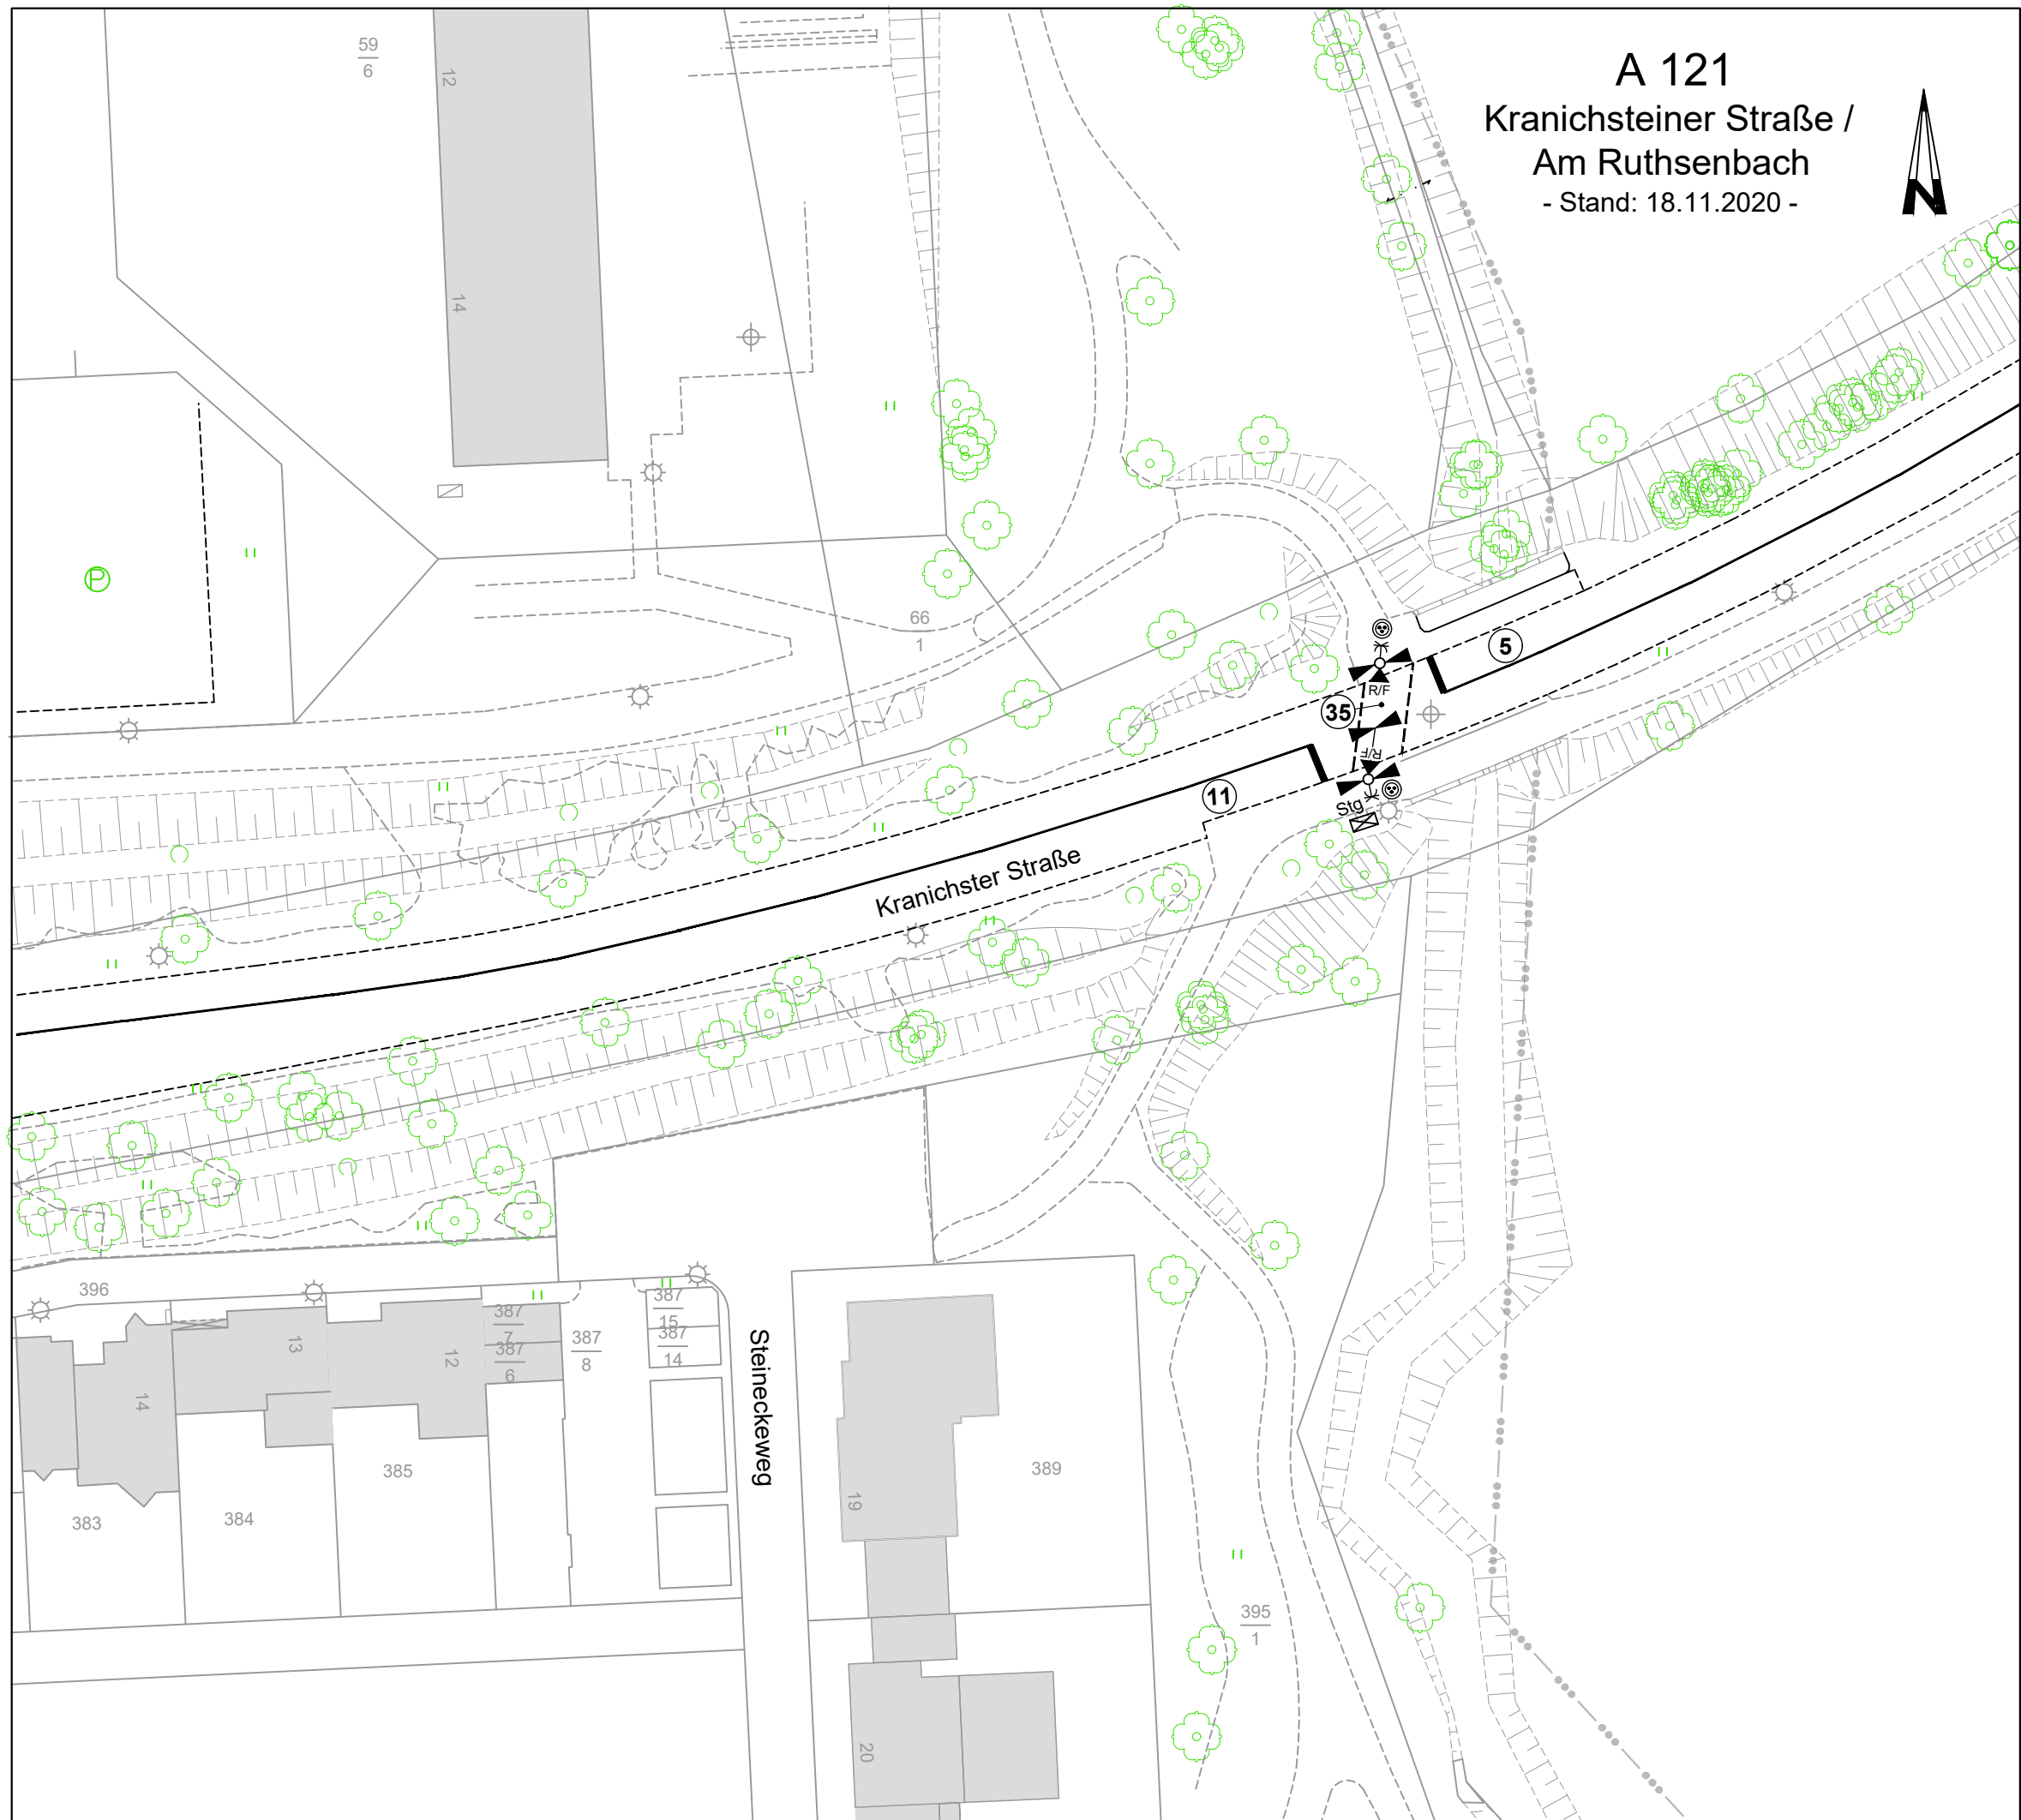 A 121
Kranichsteiner Straße /
Am Ruthsenbach
- Stand: 18.11.2020 -
N
59
6
12
14
P
66
1
5
R/F
35
R/F
11
Stg
Kranichster Straße
396
387
15
387
7
387
14
387
8
387
6
13
12
14
Steineckeweg
19
389
385
384
383
395
1
20